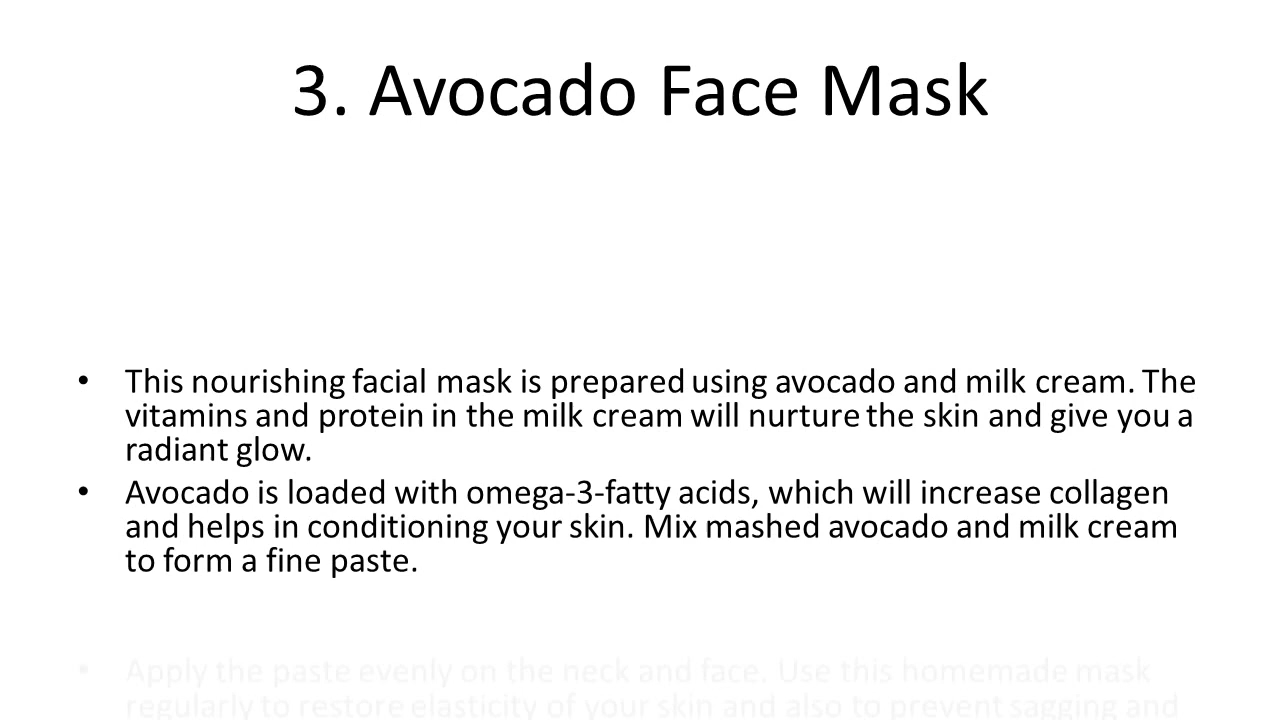 3. Avocado Face Mask
• This nourishing facial mask is prepared using avocado and milk cream. The
vitamins and protein in the milk cream will nurture the skin and give you a
radiant glow.
• Avocado is loaded with omega-3-fatty acids, which will increase collagen
and helps in conditioning your skin. Mix mashed avocado and milk cream
to form a fine paste.
• Apply the paste evenly on the neck and face. Use this homemade mask
regularly to restore elasticity of your skin and also to prevent sagging and